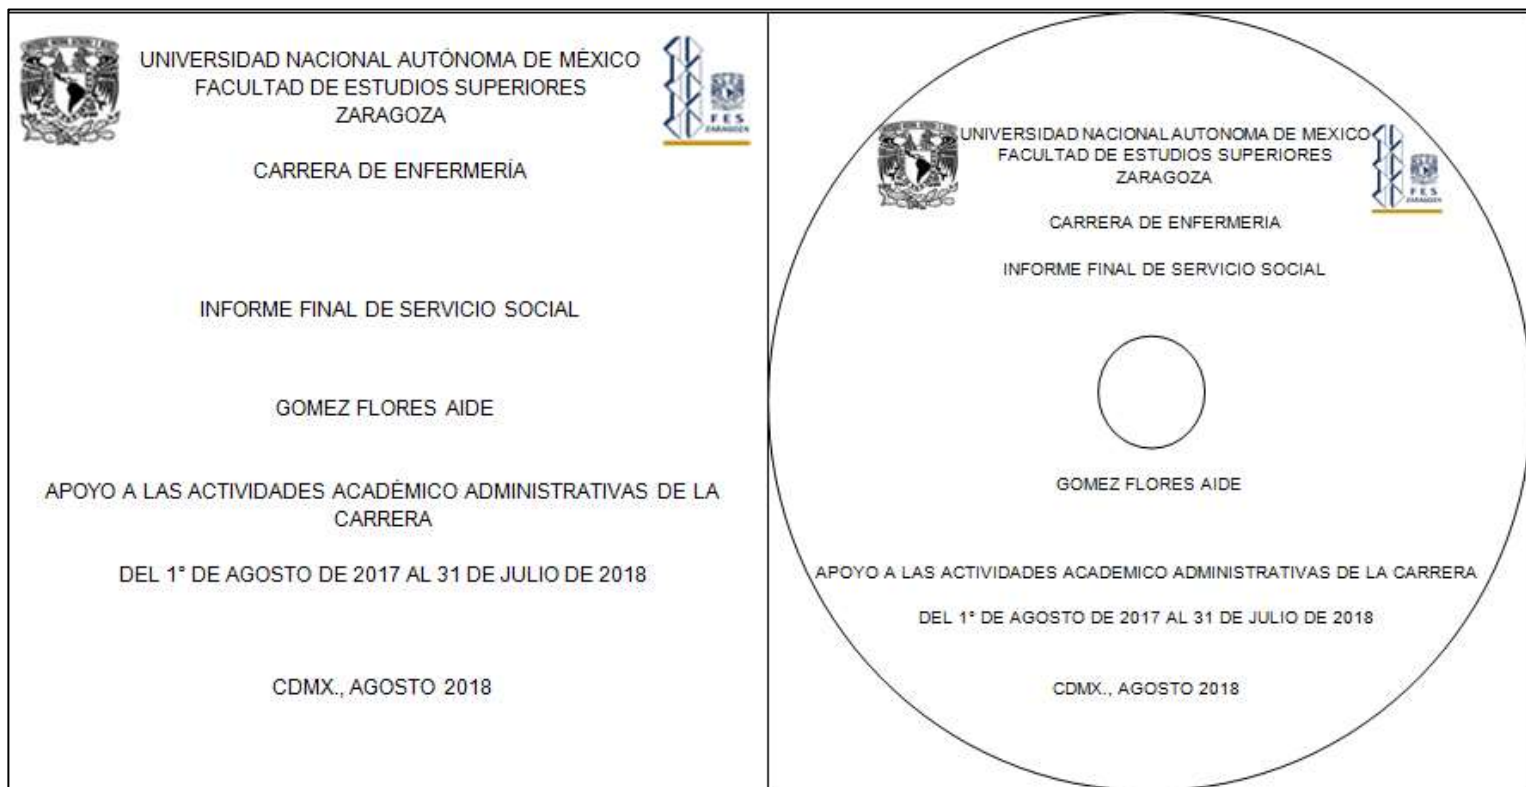 UNIVERSIDAD NACIONAL AUTÓNOMA DE MÉXICO
FACULTAD DE ESTUDIOS SUPERIORES
ZARAGOZA
FES
ZARAGOZA
CARRERA DE ENFERMERÍA
INFORME FINAL DE SERVICIO SOCIAL
GOMEZ FLORES AIDE
APOYO A LAS ACTIVIDADES ACADÉMICO ADMINISTRATIVAS DE LA
CARRERA
DEL 1° DE AGOSTO DE 2017 AL 31 DE JULIO DE 2018
CDMX., AGOSTO 2018
UNIVERSIDAD NACIONAL AUTONOMA DE MEXICO
FACULTAD DE ESTUDIOS SUPERIORES
ZARAGOZA
FES
ZARAGOZA
CARRERA DE ENFERMERIA
INFORME FINAL DE SERVICIO SOCIAL
GOMEZ FLORES AIDE
APOYO A LAS ACTIVIDADES ACADEMICO ADMINISTRATIVAS DE LA CARRERA
DEL 1° DE AGOSTO DE 2017 AL 31 DE JULIO DE 2018
CDMX., AGOSTO 2018